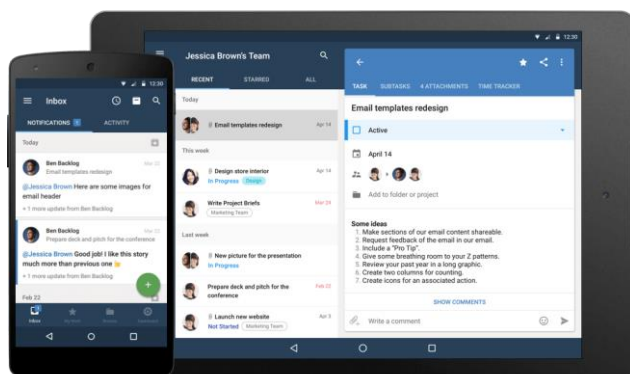 12:30
Inbox
NOTIFICATIONS 1
ACTIVITY
Today
Ben Backlog
Mar 22
Email templates redesign
@Jessica Brown Here are some images for
email header
+ 1 more update from Ben Backlog
Ben Backlog
Mar 22
Prepare deck and pitch for the conference
@Jessica Brown Good job! I like this story
much more than previous one 👍
+ 1 more update from Ben Backlog
Feb 22
Inbox
My Work
Browse
Dashboard
12:30
Jessica Brown's Team
RECENT
STARRED
ALL
Today
Email templates redesign
Apr 14
This week
Design store interior
Apr 14
In Progress
Design
Write Project Briefs
Mar 24
Marketing Team
Last week
New picture for the presentation
In Progress
Prepare deck and pitch for the
Feb 22
conference
Launch new website
Apr 3
Not Started
Marketing Team
TASK
SUBTASKS
4 ATTACHMENTS
TIME TRACKER
Email templates redesign
Active
April 14
Add to folder or project
Some ideas
1. Make sections of our email content shareable.
2. Request feedback of the email in our email.
3. Include a "Pro Tip".
4. Give some breathing room to your Z patterns.
5. Review your past year in a long graphic.
6. Create two columns for counting.
7. Create icons for an associated action.
SHOW COMMENTS
Write a comment